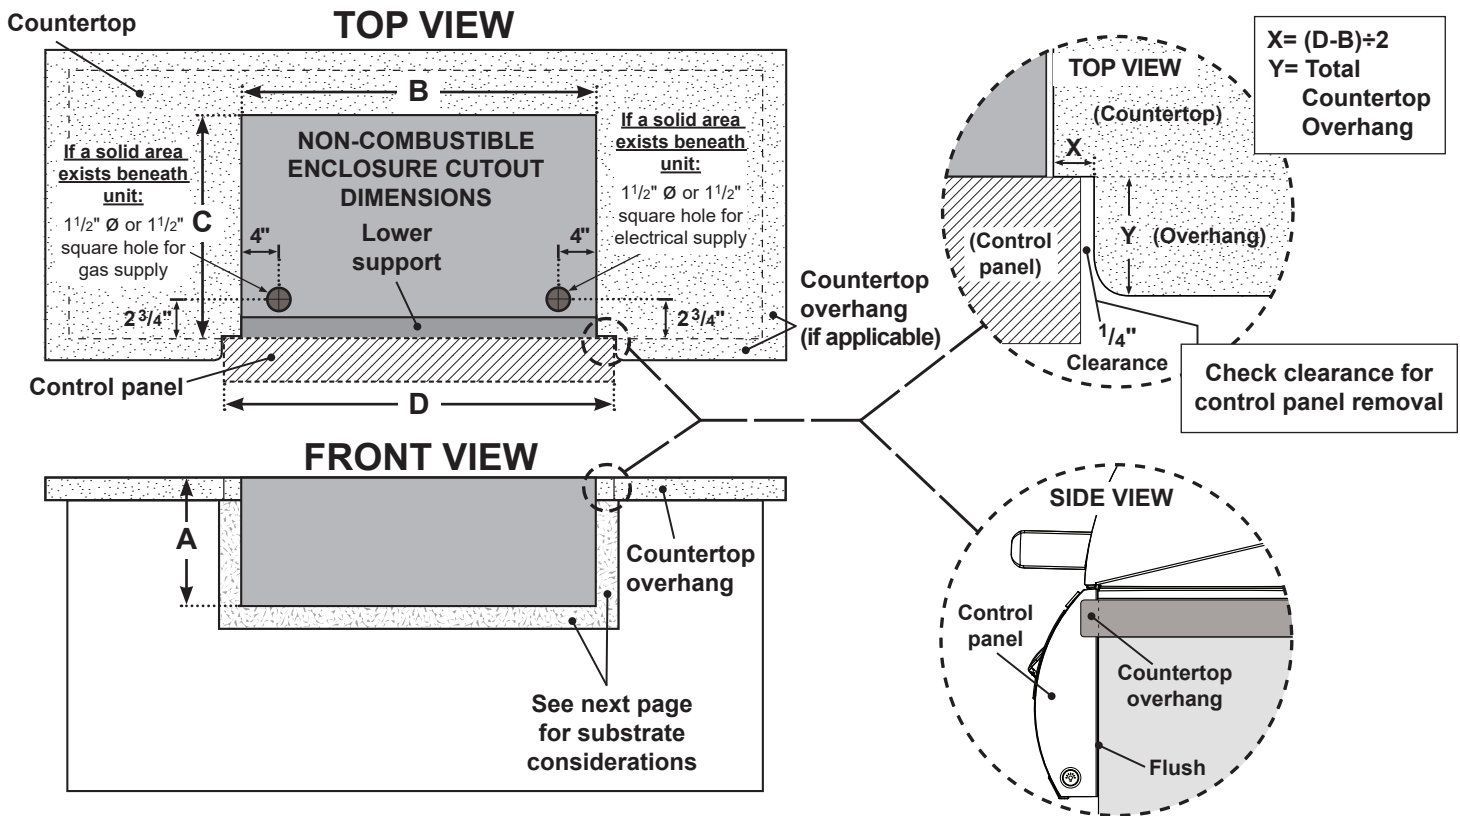 Countertop
TOP VIEW
B
If a solid area
exists beneath
unit:
1 1/2" Ø or 1 1/2"
square hole for
gas supply
C
NON-COMBUSTIBLE
ENCLOSURE CUTOUT
DIMENSIONS
Lower
support
4"
4"
If a solid area
exists beneath
unit:
1 1/2" Ø or 1 1/2"
square hole for
electrical supply
2 3/4"
2 3/4"
Countertop
overhang
(if applicable)
Control panel
D
FRONT VIEW
A
Countertop
overhang
See next page
for substrate
considerations
TOP VIEW
(Countertop)
X
(Control
panel)
Y (Overhang)
1/4"
Clearance
X= (D-B)÷2
Y= Total
Countertop
Overhang
Check clearance for
control panel removal
SIDE VIEW
Control
panel
Countertop
overhang
Flush